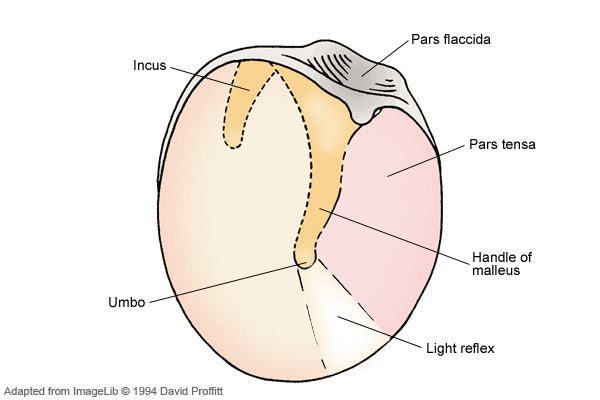 Pars flaccida
Incus
Pars tensa
Handle of
malleus
Umbo
Light reflex
Adapted from ImageLib © 1994 David Proffitt